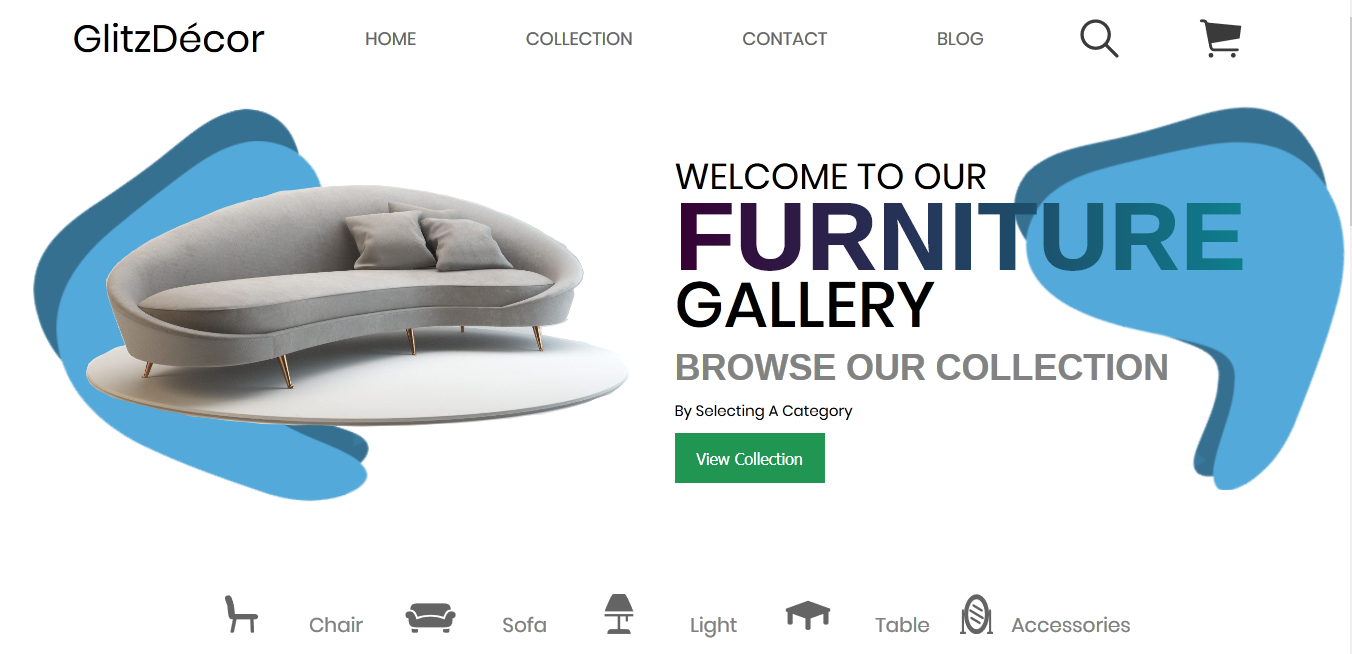 GlitzDécor HOME COLLECTION CONTACT BLOG
WELCOME TO OUR
FURNITURE
GALLERY
BROWSE OUR COLLECTION
By Selecting A Category
View Collection
Chair Sofa Light Table Accessories